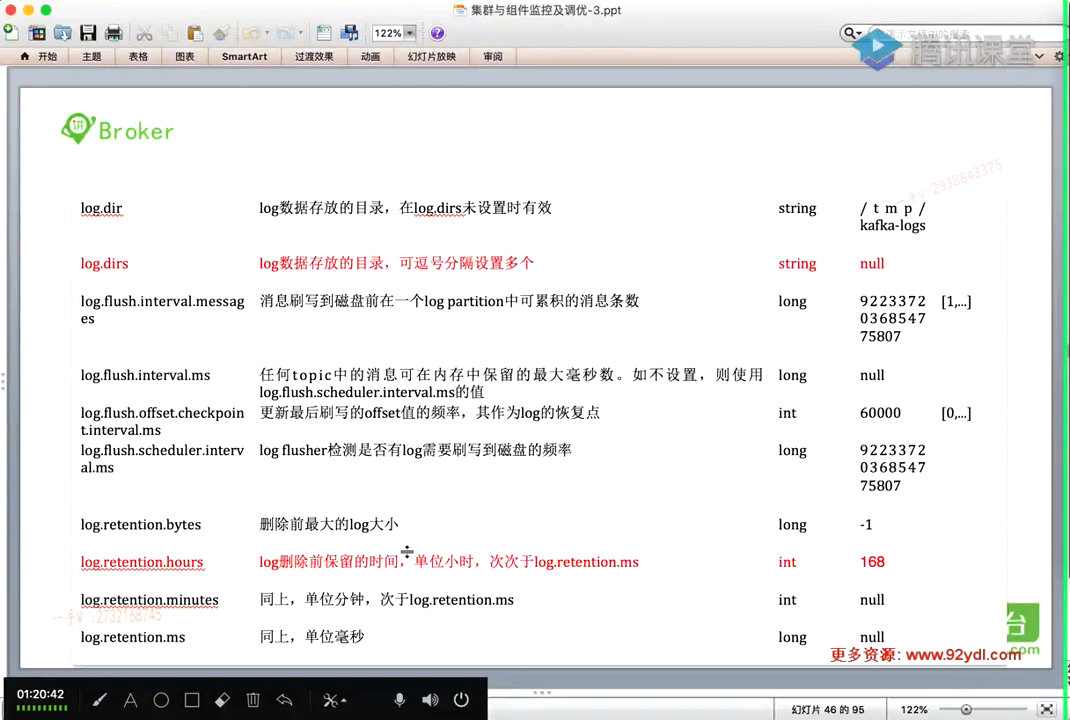 集群与组件监控及调优-3.ppt
122%
开始 主题 表格 图表 SmartArt 过渡效果 动画 幻灯片放映 审阅
腾讯课堂
讲 Broker
一手v:2938843375
log.dir log数据存放的目录，在log.dirs未设置时有效 string /tmp/
kafka-logs
log.dirs log数据存放的目录，可逗号分隔设置多个 string null
log.flush.interval.messag 消息刷写到磁盘前在一个log partition中可累积的消息条数 long 9223372 [1,...]
es 0368547
75807
log.flush.interval.ms 任何topic中的消息可在内存中保留的最大毫秒数。如不设置，则使用 long null
log.flush.scheduler.interval.ms的值
log.flush.offset.checkpoin 更新最后刷写的offset值的频率，其作为log的恢复点 int 60000 [0,...]
t.interval.ms
log.flush.scheduler.interv log flusher检测是否有log需要刷写到磁盘的频率 long 9223372
al.ms 0368547
75807
log.retention.bytes 删除前最大的log大小 long -1
log.retention.hours log删除前保留的时间，单位小时，次次于log.retention.ms int 168
log.retention.minutes 同上，单位分钟，次于log.retention.ms int null
一手V:2732168745
log.retention.ms 同上，单位毫秒 long null
台
.com
更多资源: www.92ydl.com
01:20:42
幻灯片 46 的 95 122%